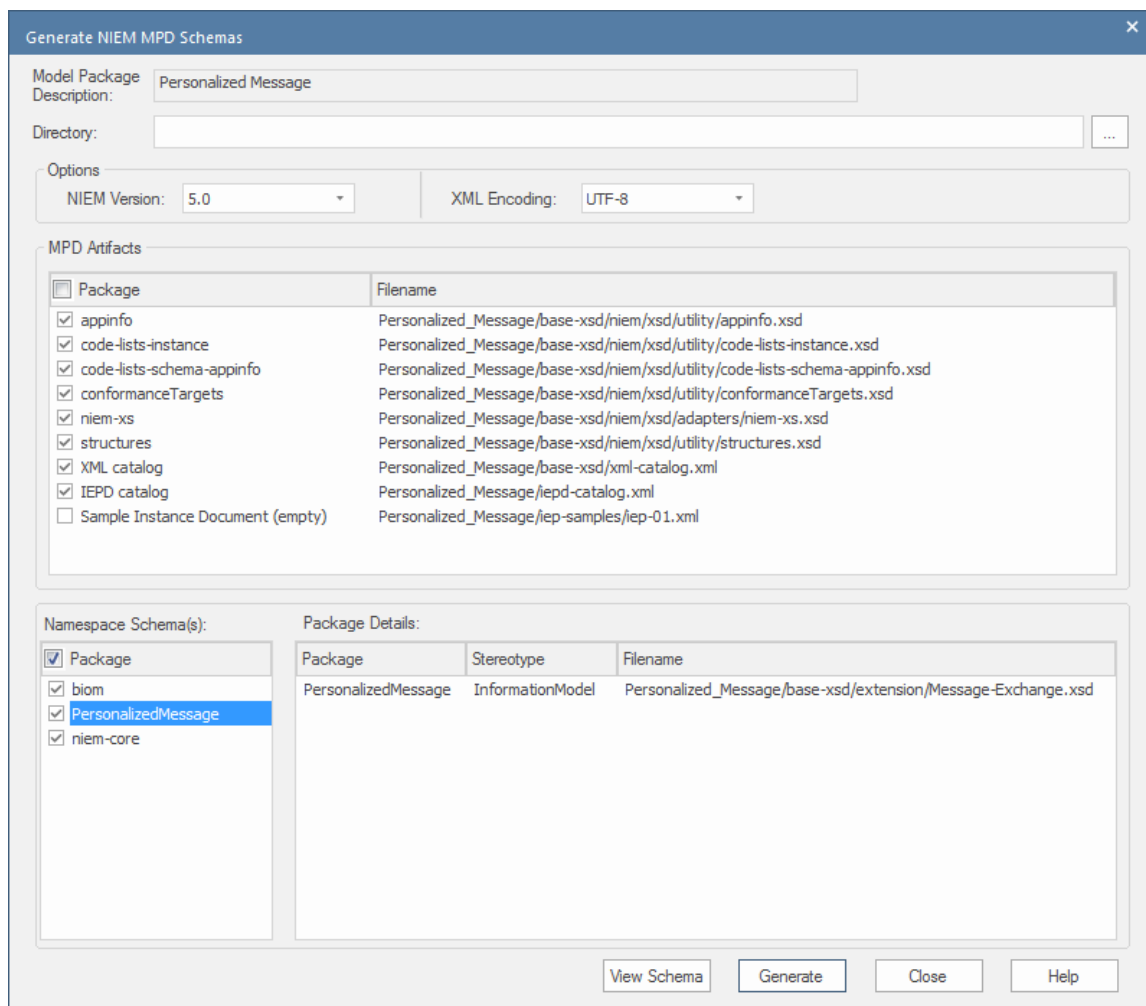 Generate NIEM MPD Schemas
Model Package
Description:
Personalized Message
Directory:
...
Options
NIEM Version: 5.0
XML Encoding: UTF-8
MPD Artifacts
Package Filename
appinfo Personalized_Message/base-xsd/niem/xsd/utility/appinfo.xsd
code-lists-instance Personalized_Message/base-xsd/niem/xsd/utility/code-lists-instance.xsd
code-lists-schema-appinfo Personalized_Message/base-xsd/niem/xsd/utility/code-lists-schema-appinfo.xsd
conformanceTargets Personalized_Message/base-xsd/niem/xsd/utility/conformanceTargets.xsd
niem-xs Personalized_Message/base-xsd/niem/xsd/adapters/niem-xs.xsd
structures Personalized_Message/base-xsd/niem/xsd/utility/structures.xsd
XML catalog Personalized_Message/base-xsd/xml-catalog.xml
IEPD catalog Personalized_Message/iepd-catalog.xml
Sample Instance Document (empty) Personalized_Message/iep-samples/iep-01.xml
Namespace Schema(s):
Package
biom
PersonalizedMessage
niem-core
Package Details:
Package Stereotype Filename
PersonalizedMessage InformationModel Personalized_Message/base-xsd/extension/Message-Exchange.xsd
View Schema Generate Close Help